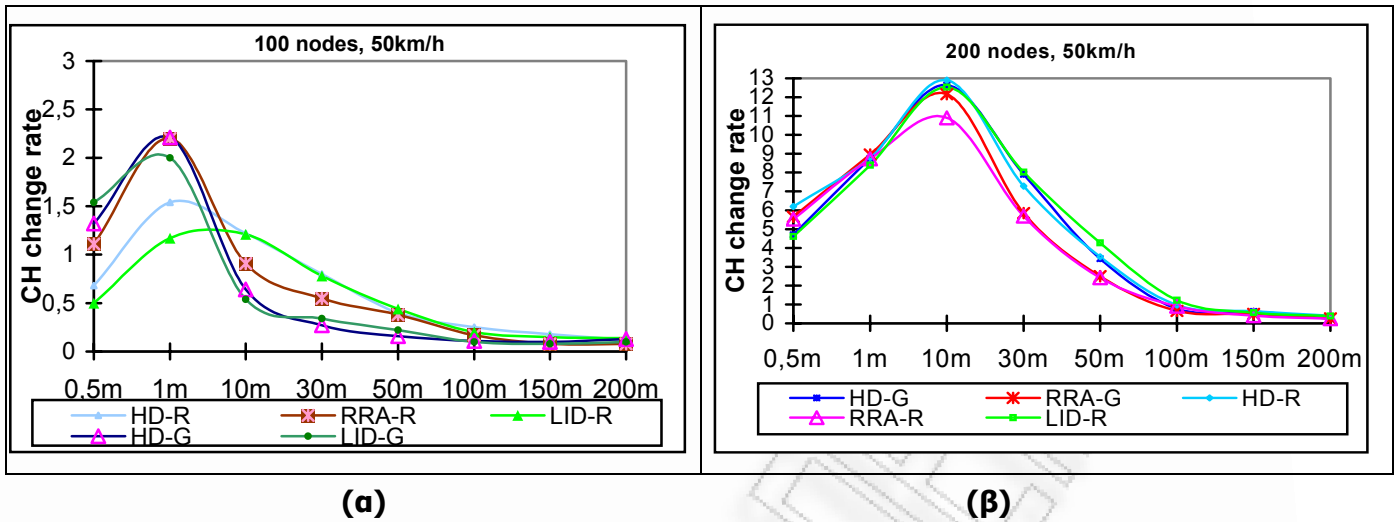 100 nodes, 50km/h
CH change rate
3
2,5
2
1,5
1
0,5
0
0,5m 1m 10m 30m 50m 100m 150m 200m
HD-R RRA-R LID-R
HD-G LID-G
(α)
200 nodes, 50km/h
CH change rate
13
12
11
10
9
8
7
6
5
4
3
2
1
0
0,5m 1m 10m 30m 50m 100m 150m 200m
HD-G RRA-G HD-R
RRA-R LID-R
(β)